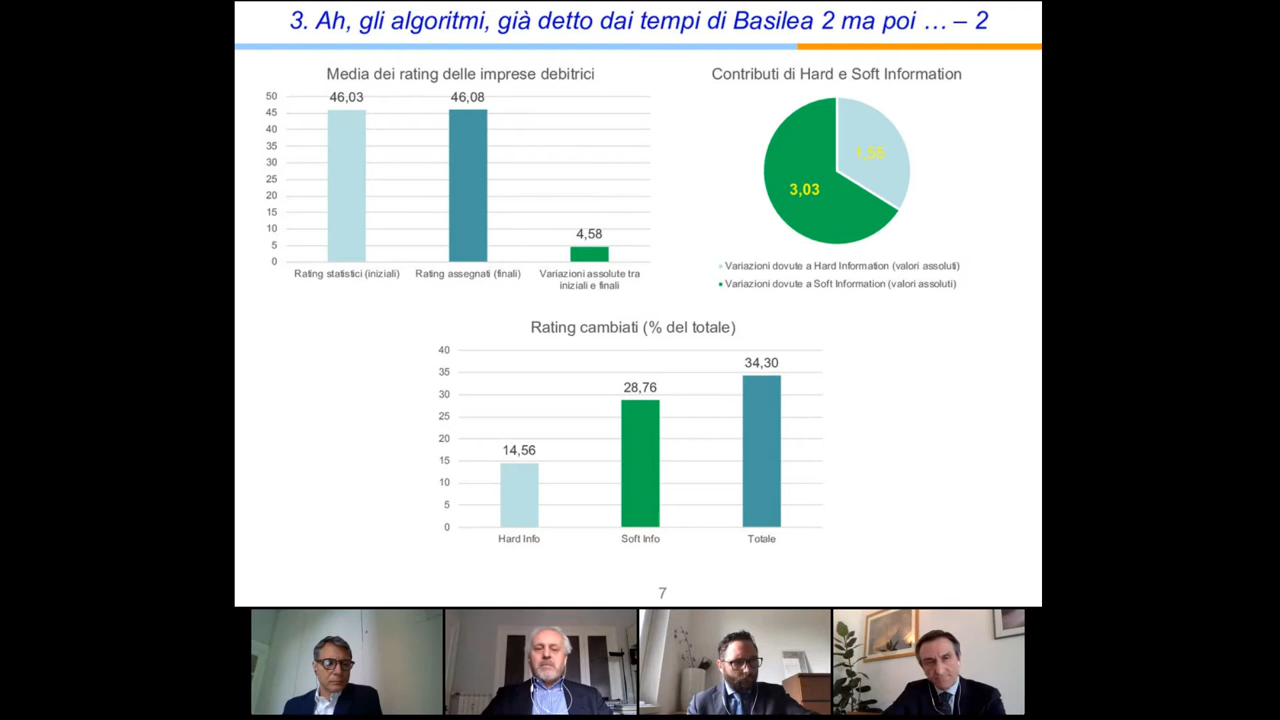 3. Ah, gli algoritmi, già detto dai tempi di Basilea 2 ma poi … – 2
Media dei rating delle imprese debitrici
50
45
40
35
30
25
20
15
10
5
0
46,03
46,08
4,58
Rating statistici (iniziali)
Rating assegnati (finali)
Variazioni assolute tra
iniziali e finali
Contributi di Hard e Soft Information
1,55
3,03
Variazioni dovute a Hard Information (valori assoluti)
Variazioni dovute a Soft Information (valori assoluti)
Rating cambiati (% del totale)
40
35
30
25
20
15
10
5
0
14,56
28,76
34,30
Hard Info
Soft Info
Totale
7